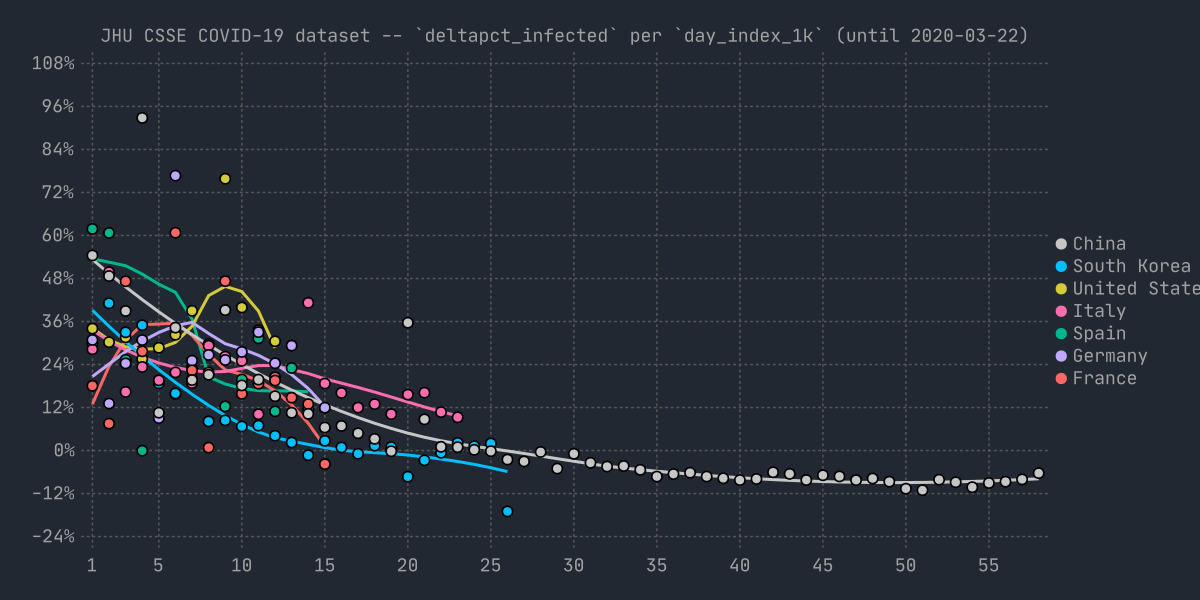 JHU CSSE COVID-19 dataset -- `deltapct_infected` per `day_index_1k` (until 2020-03-22)
108%
96%
84%
72%
60%
48%
36%
24%
12%
0%
-12%
-24%
1 5 10 15 20 25 30 35 40 45 50 55
China
South Korea
United State
Italy
Spain
Germany
France